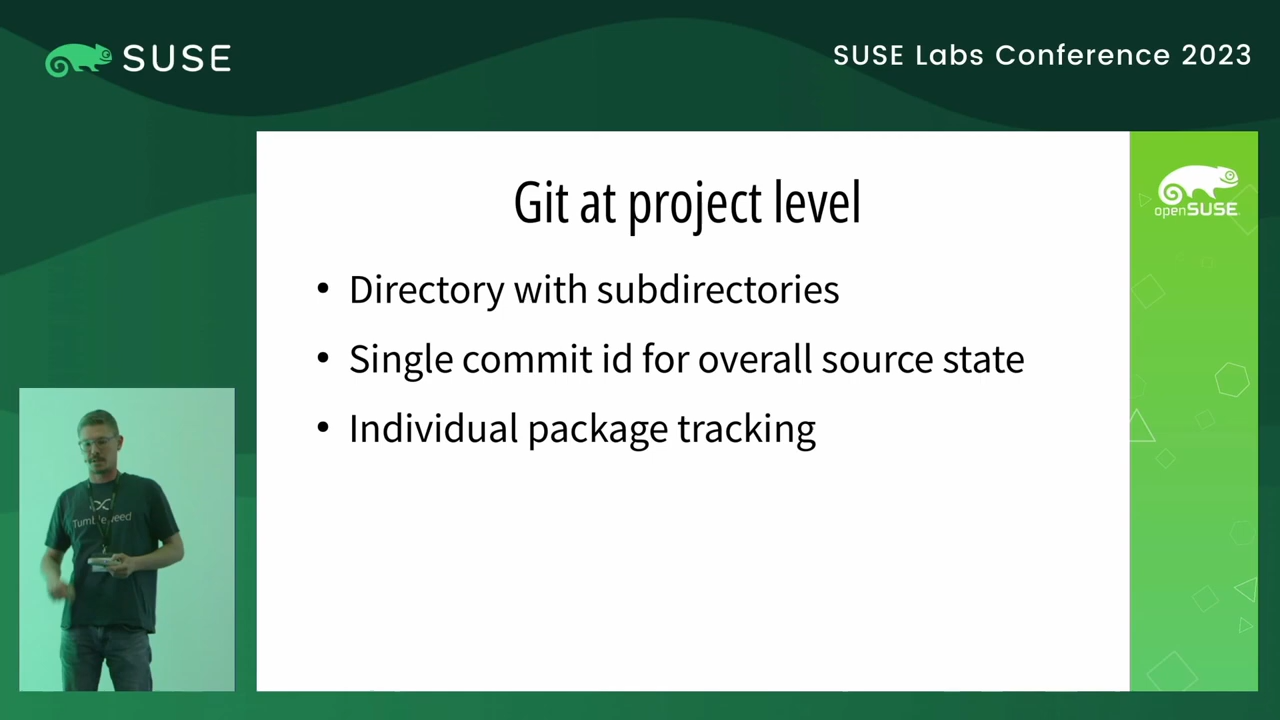 SUSE
SUSE Labs Conference 2023
Git at project level
openSUSE
• Directory with subdirectories
• Single commit id for overall source state
• Individual package tracking
Tumbleweed